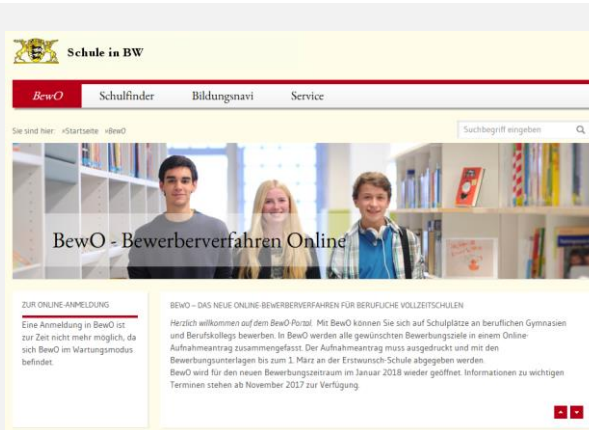 Schule in BW
BewO Schulfinder Bildungsnavi Service
Sie sind hier: »Startseite »BewO
Suchbegriff eingeben
BewO - Bewerberverfahren Online
ZUR ONLINE-ANMELDUNG
Eine Anmeldung in BewO ist
zur Zeit nicht mehr möglich, da
sich BewO im Wartungsmodus
befindet.
BEWO – DAS NEUE ONLINE-BEWERBERVERFAHREN FÜR BERUFLICHE VOLLZEITSCHULEN
Herzlich willkommen auf dem BewO-Portal. Mit BewO können Sie sich auf Schulplätze an beruflichen Gymnasien
und Berufskollegs bewerben. In BewO werden alle gewünschten Bewerbungsziele in einem Online-
Aufnahmeantrag zusammengefasst. Der Aufnahmeantrag muss ausgedruckt und mit den
Bewerbungsunterlagen bis zum 1. März an der Erstwunsch-Schule abgegeben werden.
BewO wird für den neuen Bewerbungszeitraum im Januar 2018 wieder geöffnet. Informationen zu wichtigen
Terminen stehen ab November 2017 zur Verfügung.